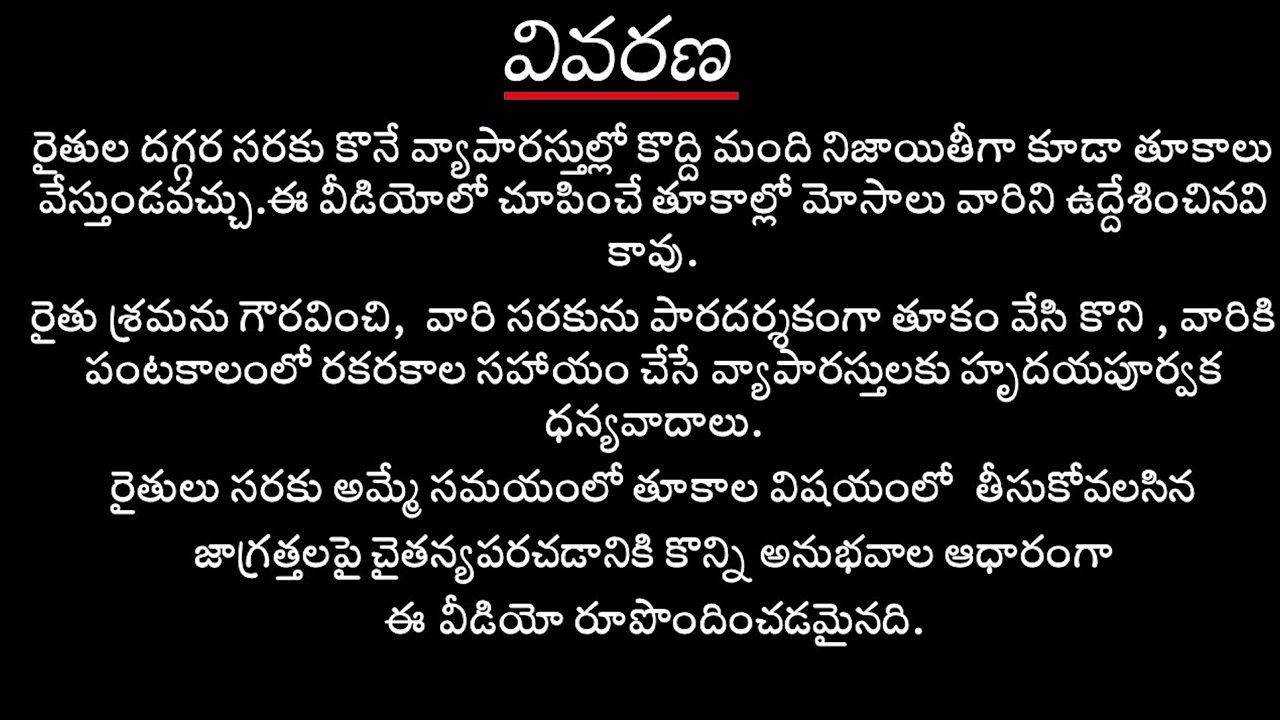 వివరణ
రైతుల దగ్గర సరకు కొనే వ్యాపారస్తుల్లో కొద్ది మంది నిజాయితీగా కూడా తూకాలు
వేస్తుండవచ్చు.ఈ వీడియోలో చూపించే తూకాల్లో మోసాలు వారిని ఉద్దేశించినవి
కావు.
రైతు శ్రమను గౌరవించి, వారి సరకును పారదర్శకంగా తూకం వేసి కొని , వారికి
పంటకాలంలో రకరకాల సహాయం చేసే వ్యాపారస్తులకు హృదయపూర్వక
ధన్యవాదాలు.
రైతులు సరకు అమ్మే సమయంలో తూకాల విషయంలో తీసుకోవలసిన
జాగ్రత్తలపై చైతన్యపరచడానికి కొన్ని అనుభవాల ఆధారంగా
ఈ వీడియో రూపొందించడమైనది.